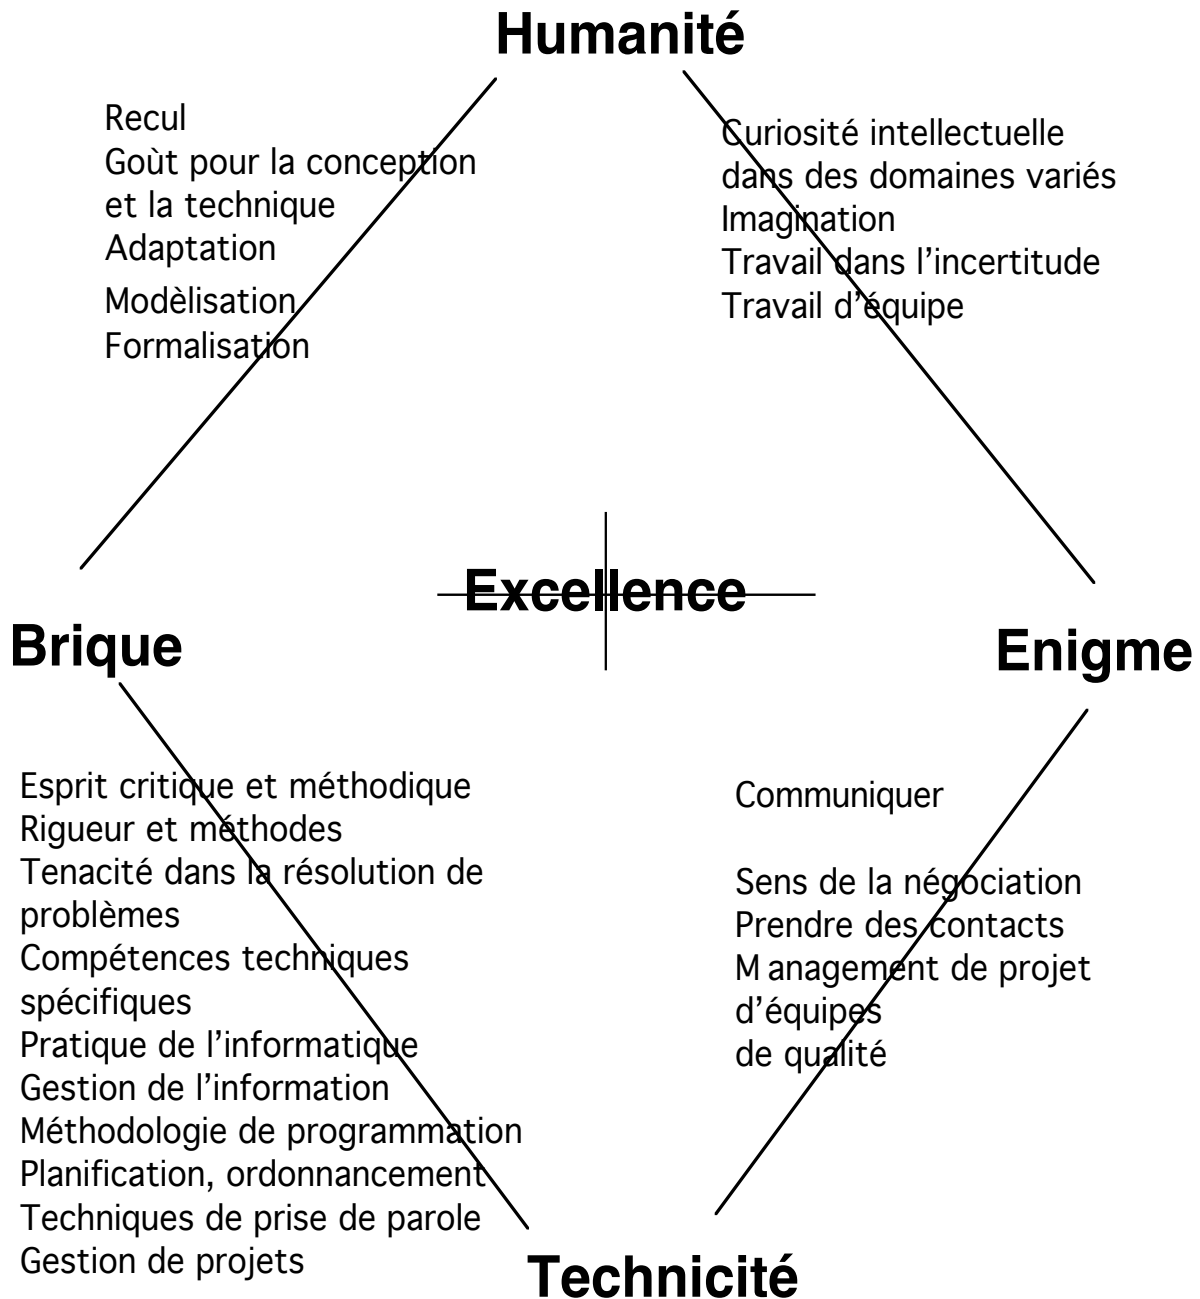 Humanité
Recul
Goùt pour la conception
et la technique
Adaptation
Modèlisation
Formalisation
Curiosité intellectuelle
dans des domaines variés
Imagination
Travail dans l’incertitude
Travail d’équipe
Excellence
Brique
Enigme
Esprit critique et méthodique
Rigueur et méthodes
Tenacité dans la résolution de
problèmes
Compétences techniques
spécifiques
Pratique de l’informatique
Gestion de l’information
Méthodologie de programmation
Planification, ordonnancement
Techniques de prise de parole
Gestion de projets
Communiquer
Sens de la négociation
Prendre des contacts
M anagement de projet
d’équipes
de qualité
Technicité